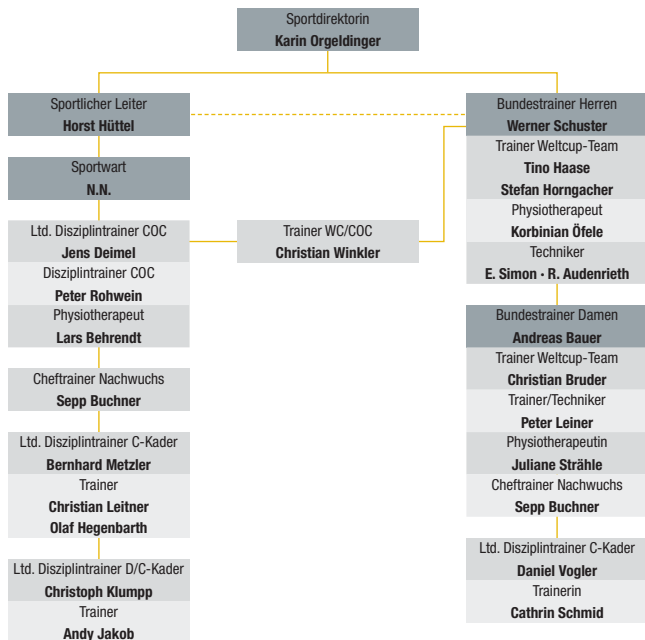 Sportdirektorin
Karin Orgeldinger
Sportlicher Leiter
Horst Hüttel
Sportwart
N.N.
Ltd. Disziplintrainer COC
Jens Deimel
Disziplintrainer COC
Peter Rohwein
Physiotherapeut
Lars Behrendt
Cheftrainer Nachwuchs
Sepp Buchner
Ltd. Disziplintrainer C-Kader
Bernhard Metzler
Trainer
Christian Leitner
Olaf Hegenbarth
Ltd. Disziplintrainer D/C-Kader
Christoph Klumpp
Trainer
Andy Jakob
Trainer WC/COC
Christian Winkler
Bundestrainer Herren
Werner Schuster
Trainer Weltcup-Team
Tino Haase
Stefan Horngacher
Physiotherapeut
Korbinian Öfele
Techniker
E. Simon · R. Audenrieth
Bundestrainer Damen
Andreas Bauer
Trainer Weltcup-Team
Christian Bruder
Trainer/Techniker
Peter Leiner
Physiotherapeutin
Juliane Strähle
Cheftrainer Nachwuchs
Sepp Buchner
Ltd. Disziplintrainer C-Kader
Daniel Vogler
Trainerin
Cathrin Schmid